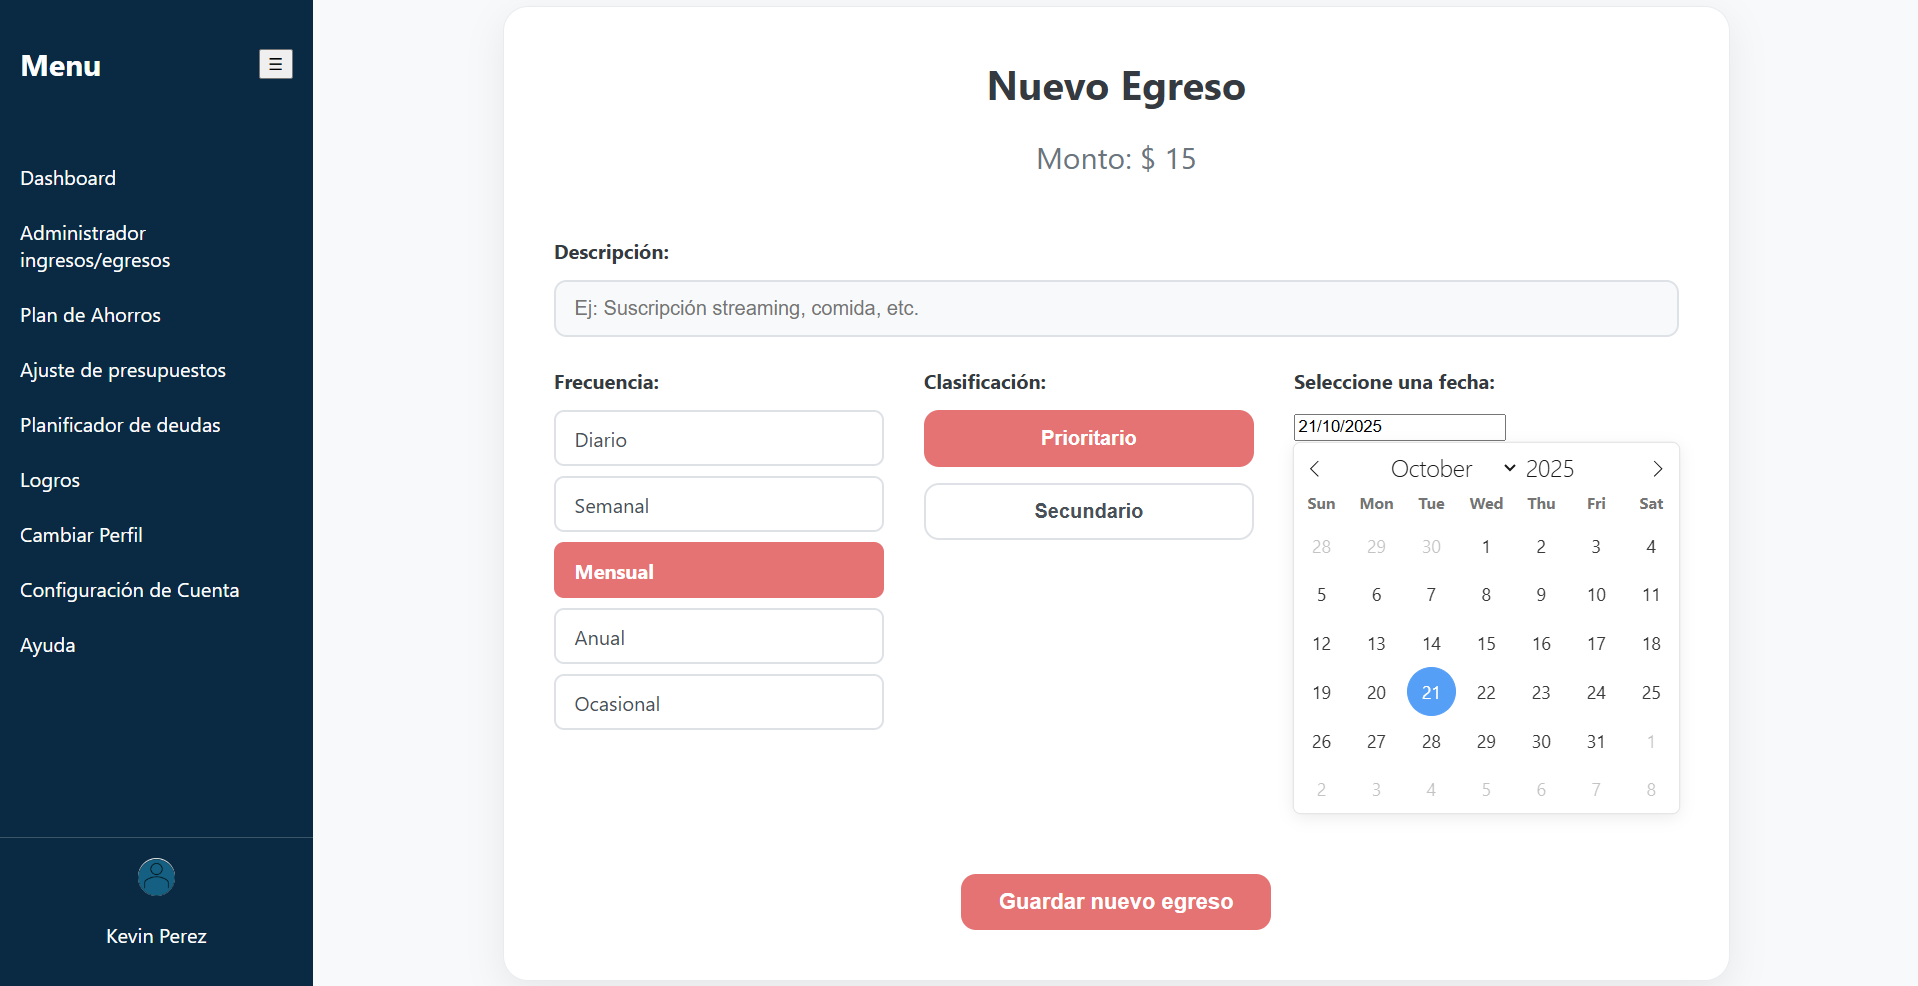 Menu
☰
Dashboard
Administrador
ingresos/egresos
Plan de Ahorros
Ajuste de presupuestos
Planificador de deudas
Logros
Cambiar Perfil
Configuración de Cuenta
Ayuda
Kevin Perez
Nuevo Egreso
Monto: $ 15
Descripción:
Ej: Suscripción streaming, comida, etc.
Frecuencia:
Diario
Semanal
Mensual
Anual
Ocasional
Clasificación:
Prioritario
Secundario
Seleccione una fecha:
21/10/2025
October 2025
Sun Mon Tue Wed Thu Fri Sat
28 29 30 1 2 3 4
5 6 7 8 9 10 11
12 13 14 15 16 17 18
19 20 21 22 23 24 25
26 27 28 29 30 31 1
2 3 4 5 6 7 8
Guardar nuevo egreso